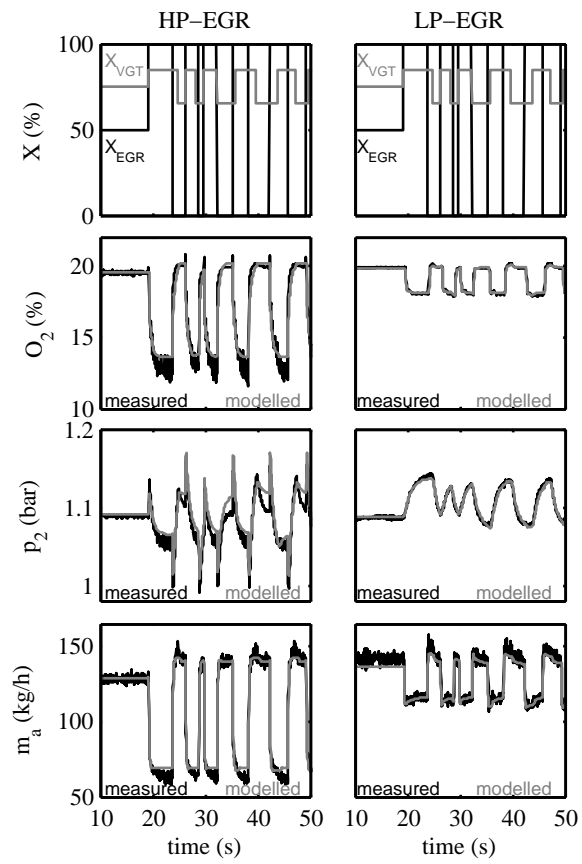 HP−EGR LP−EGR
100
X_VGT X_VGT
X (%)
50
X_EGR X_EGR
0
20
O_2 (%)
15
10
measured modelled measured modelled
1.2
p_2 (bar)
1.1
1
measured modelled measured modelled
150
m_a (kg/h)
100
50
measured modelled measured modelled
10 20 30 40 50 10 20 30 40 50
time (s) time (s)